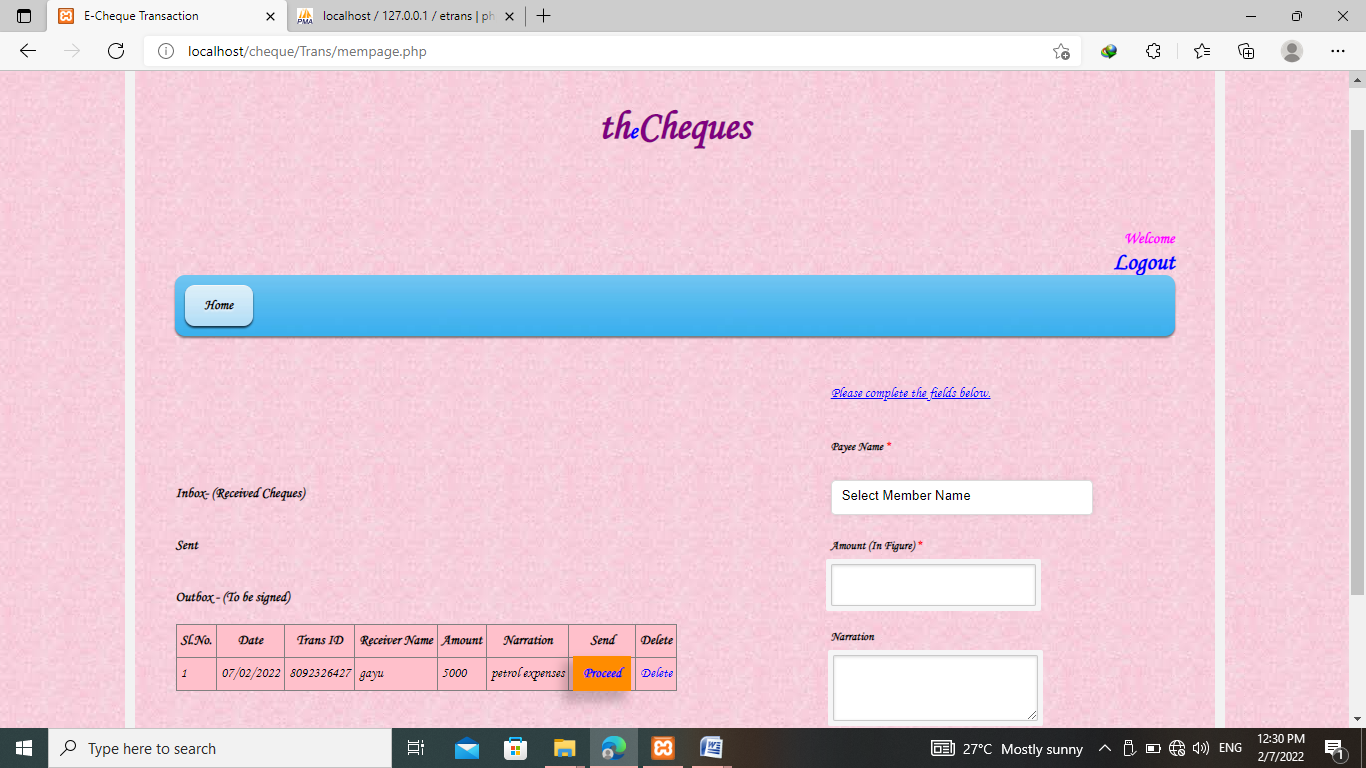 E-Cheque Transaction
localhost / 127.0.0.1 / etrans | ph
localhost/cheque/Trans/mempage.php
theCheques
Welcome
Logout
Home
Please complete the fields below.
Payee Name *
Select Member Name
Inbox- (Received Cheques)
Sent
Amount (In Figure) *
Outbox - (To be signed)
Narration
Sl.No. Date Trans ID Receiver Name Amount Narration Send Delete
1 07/02/2022 8092326427 gayu 5000 petrol expenses Proceed Delete
Type here to search
27°C Mostly sunny
ENG
12:30 PM
2/7/2022
1